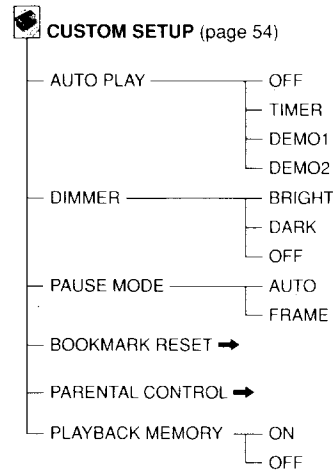 CUSTOM SETUP (page 54)
AUTO PLAY
OFF
TIMER
DEMO1
DEMO2
DIMMER
BRIGHT
DARK
OFF
PAUSE MODE
AUTO
FRAME
BOOKMARK RESET ➡
PARENTAL CONTROL ➡
PLAYBACK MEMORY
ON
OFF